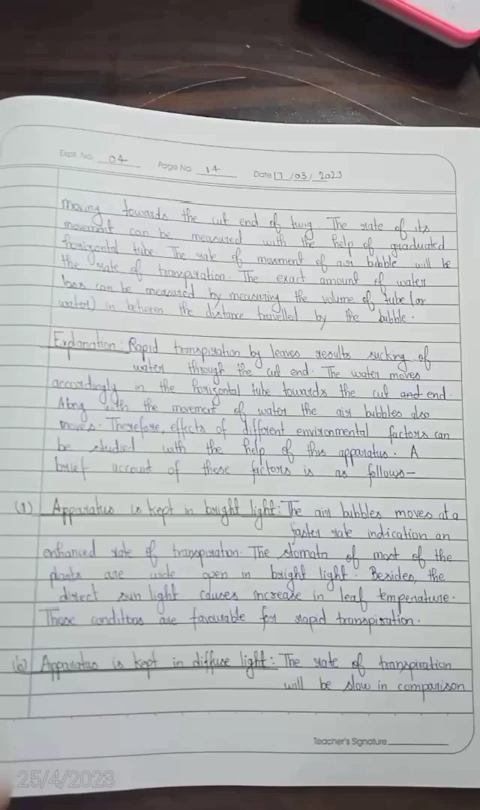 Expt. No. 04 Page No. 14 Date 17/03/2023
moving towards the cut end of twig. The rate of its
movement can be measured with the help of graduated
horizontal tube. The rate of movement of air bubble will be
the rate of transpiration. The exact amount of water
loss can be measured by measuring the volume of tube (or
water) in between the distance travelled by the bubble.
Explanation: Rapid transpiration by leaves results sucking of
water through the cut end. The water moves
accordingly in the horizontal tube towards the cut and end.
Along with the movement of water the air bubbles also
moves. Therefore, effects of different environmental factors can
be studied with the help of this apparatus. A
brief account of these factors is as follows-
Apparatus is kept in bright light: The air bubbles moves at a
faster rate indication an
enhanced rate of transpiration. The stomata of most of the
plants are wide open in bright light. Besides, the
direct sun light causes increase in leaf temperature.
These conditions are favourable for rapid transpiration.
(b) Apparatus is kept in diffuse light: The rate of transpiration
will be slow in comparison
Teacher's Signature
25/4/2023